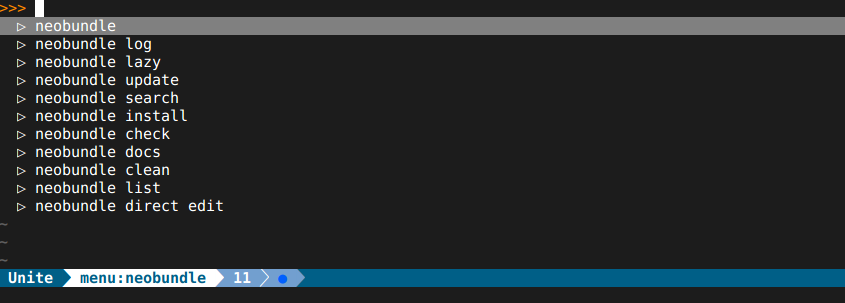 >>>
▷ neobundle
▷ neobundle log
▷ neobundle lazy
▷ neobundle update
▷ neobundle search
▷ neobundle install
▷ neobundle check
▷ neobundle docs
▷ neobundle clean
▷ neobundle list
▷ neobundle direct edit
~
~
~
Unite menu:neobundle 11 ●